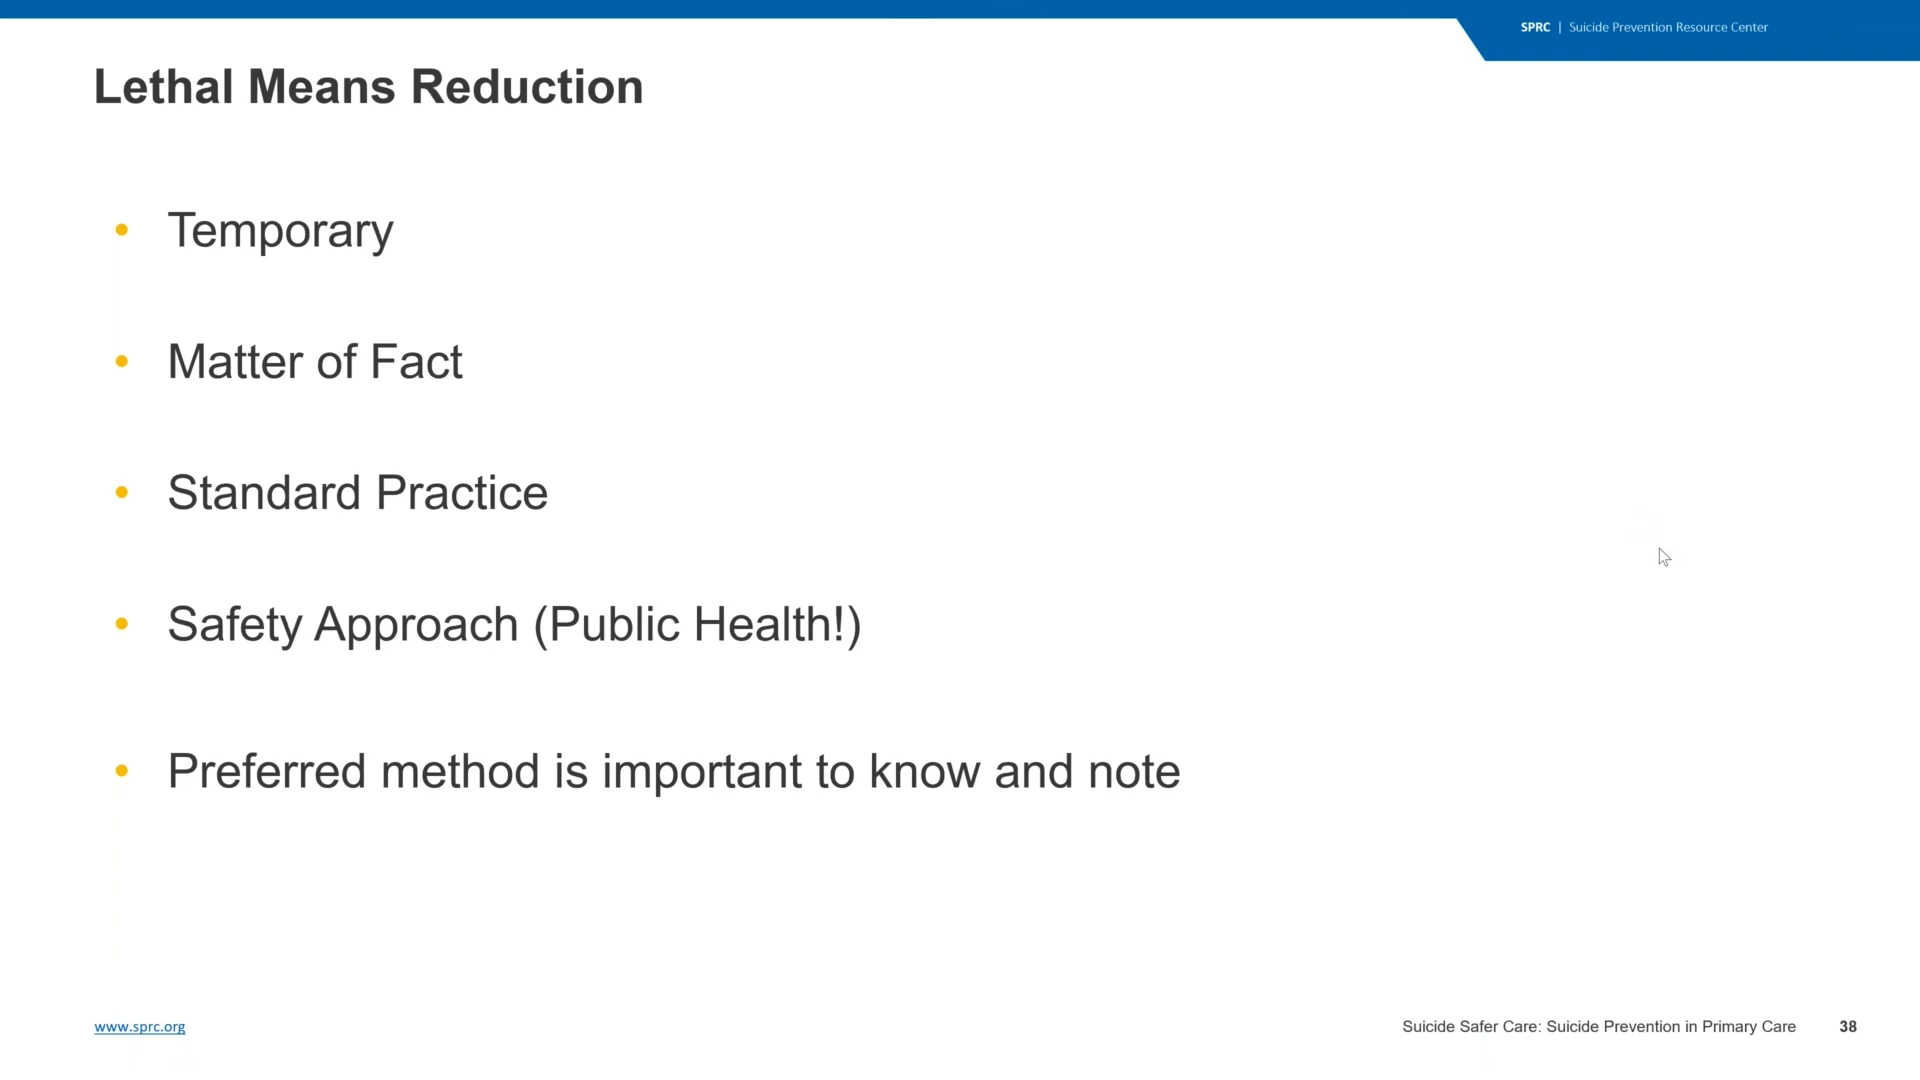 SPRC | Suicide Prevention Resource Center
Lethal Means Reduction
• Temporary
• Matter of Fact
• Standard Practice
• Safety Approach (Public Health!)
• Preferred method is important to know and note
www.sprc.org
Suicide Safer Care: Suicide Prevention in Primary Care 38